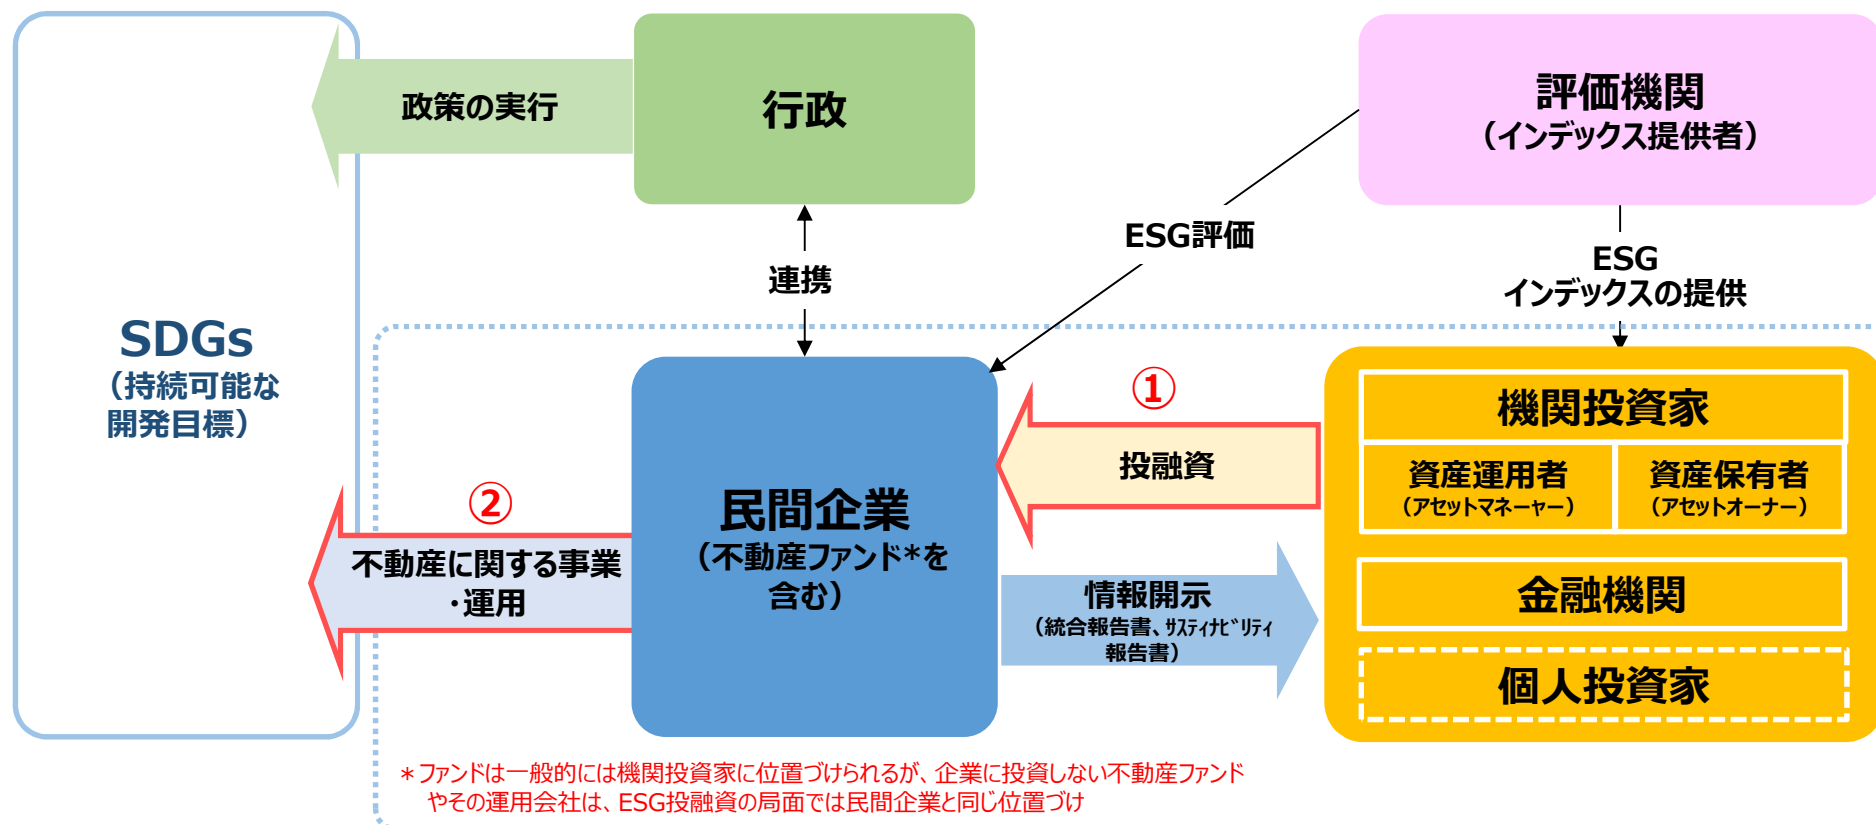 政策の実行
行政
評価機関
（インデックス提供者）
ESG評価
ESG
インデックスの提供
連携
SDGs
（持続可能な
開発目標）
①
投融資
機関投資家
資産運用者
（アセットマネーャー）
資産保有者
（アセットオーナー）
②
不動産に関する事業
・運用
民間企業
（不動産ファンド*を
含む）
情報開示
（統合報告書、ｻｽﾃｨﾅﾋﾞﾘﾃｨ
報告書）
金融機関
個人投資家
＊ファンドは一般的には機関投資家に位置づけられるが、企業に投資しない不動産ファンド
やその運用会社は、ESG投融資の局面では民間企業と同じ位置づけ